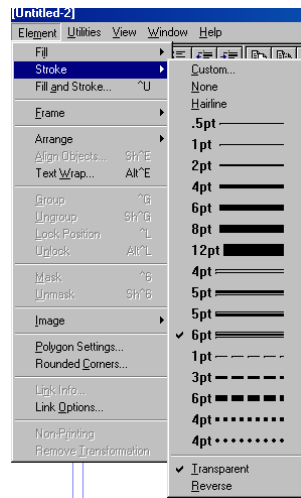 [Untitled-2]
Element Utilities View Window Help
Fill
Stroke
Fill and Stroke... ^U
Frame
Arrange
Align Objects... Sh^E
Text Wrap... Alt^E
Group ^G
Ungroup Sh^G
Lock Position ^L
Unlock Alt^L
Mask ^6
Unmask Sh^6
Image
Polygon Settings...
Rounded Corners...
Link Info...
Link Options...
Non-Printing
Remove Transformation
Custom...
None
Hairline
.5pt
1pt
2pt
4pt
6pt
8pt
12pt
4pt
5pt
5pt
✓ 6pt
1pt
3pt
6pt
4pt
4pt
✓ Transparent
Reverse